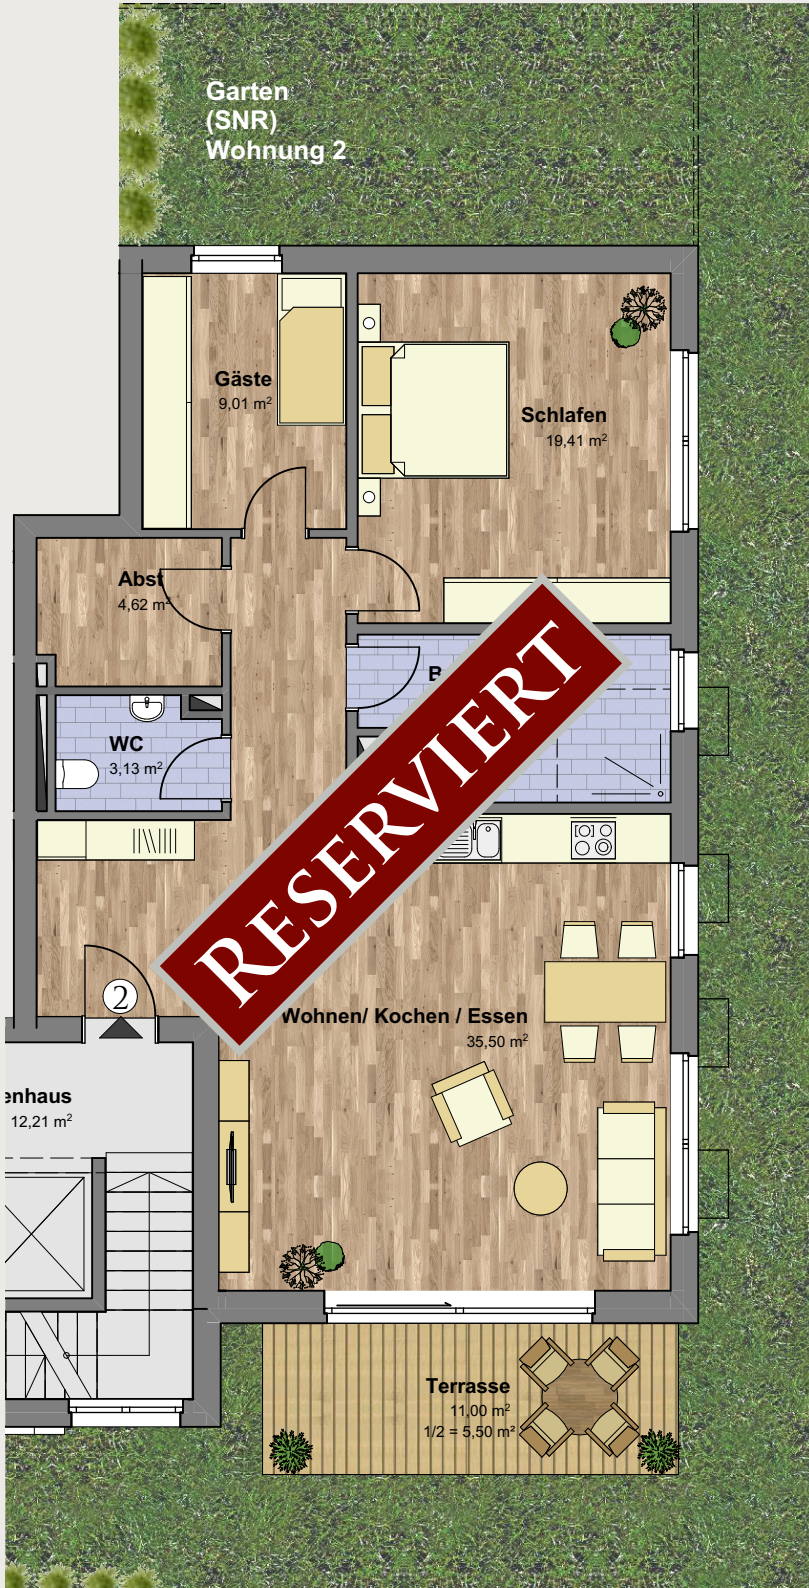 Garten
(SNR)
Wohnung 2
Gäste
9,01 m²
Schlafen
19,41 m²
Abst
4,62 m²
B
WC
3,13 m²
RESERVIERT
2
Wohnen/ Kochen / Essen
35,50 m²
enhaus
12,21 m²
Terrasse
11,00 m²
1/2 = 5,50 m²